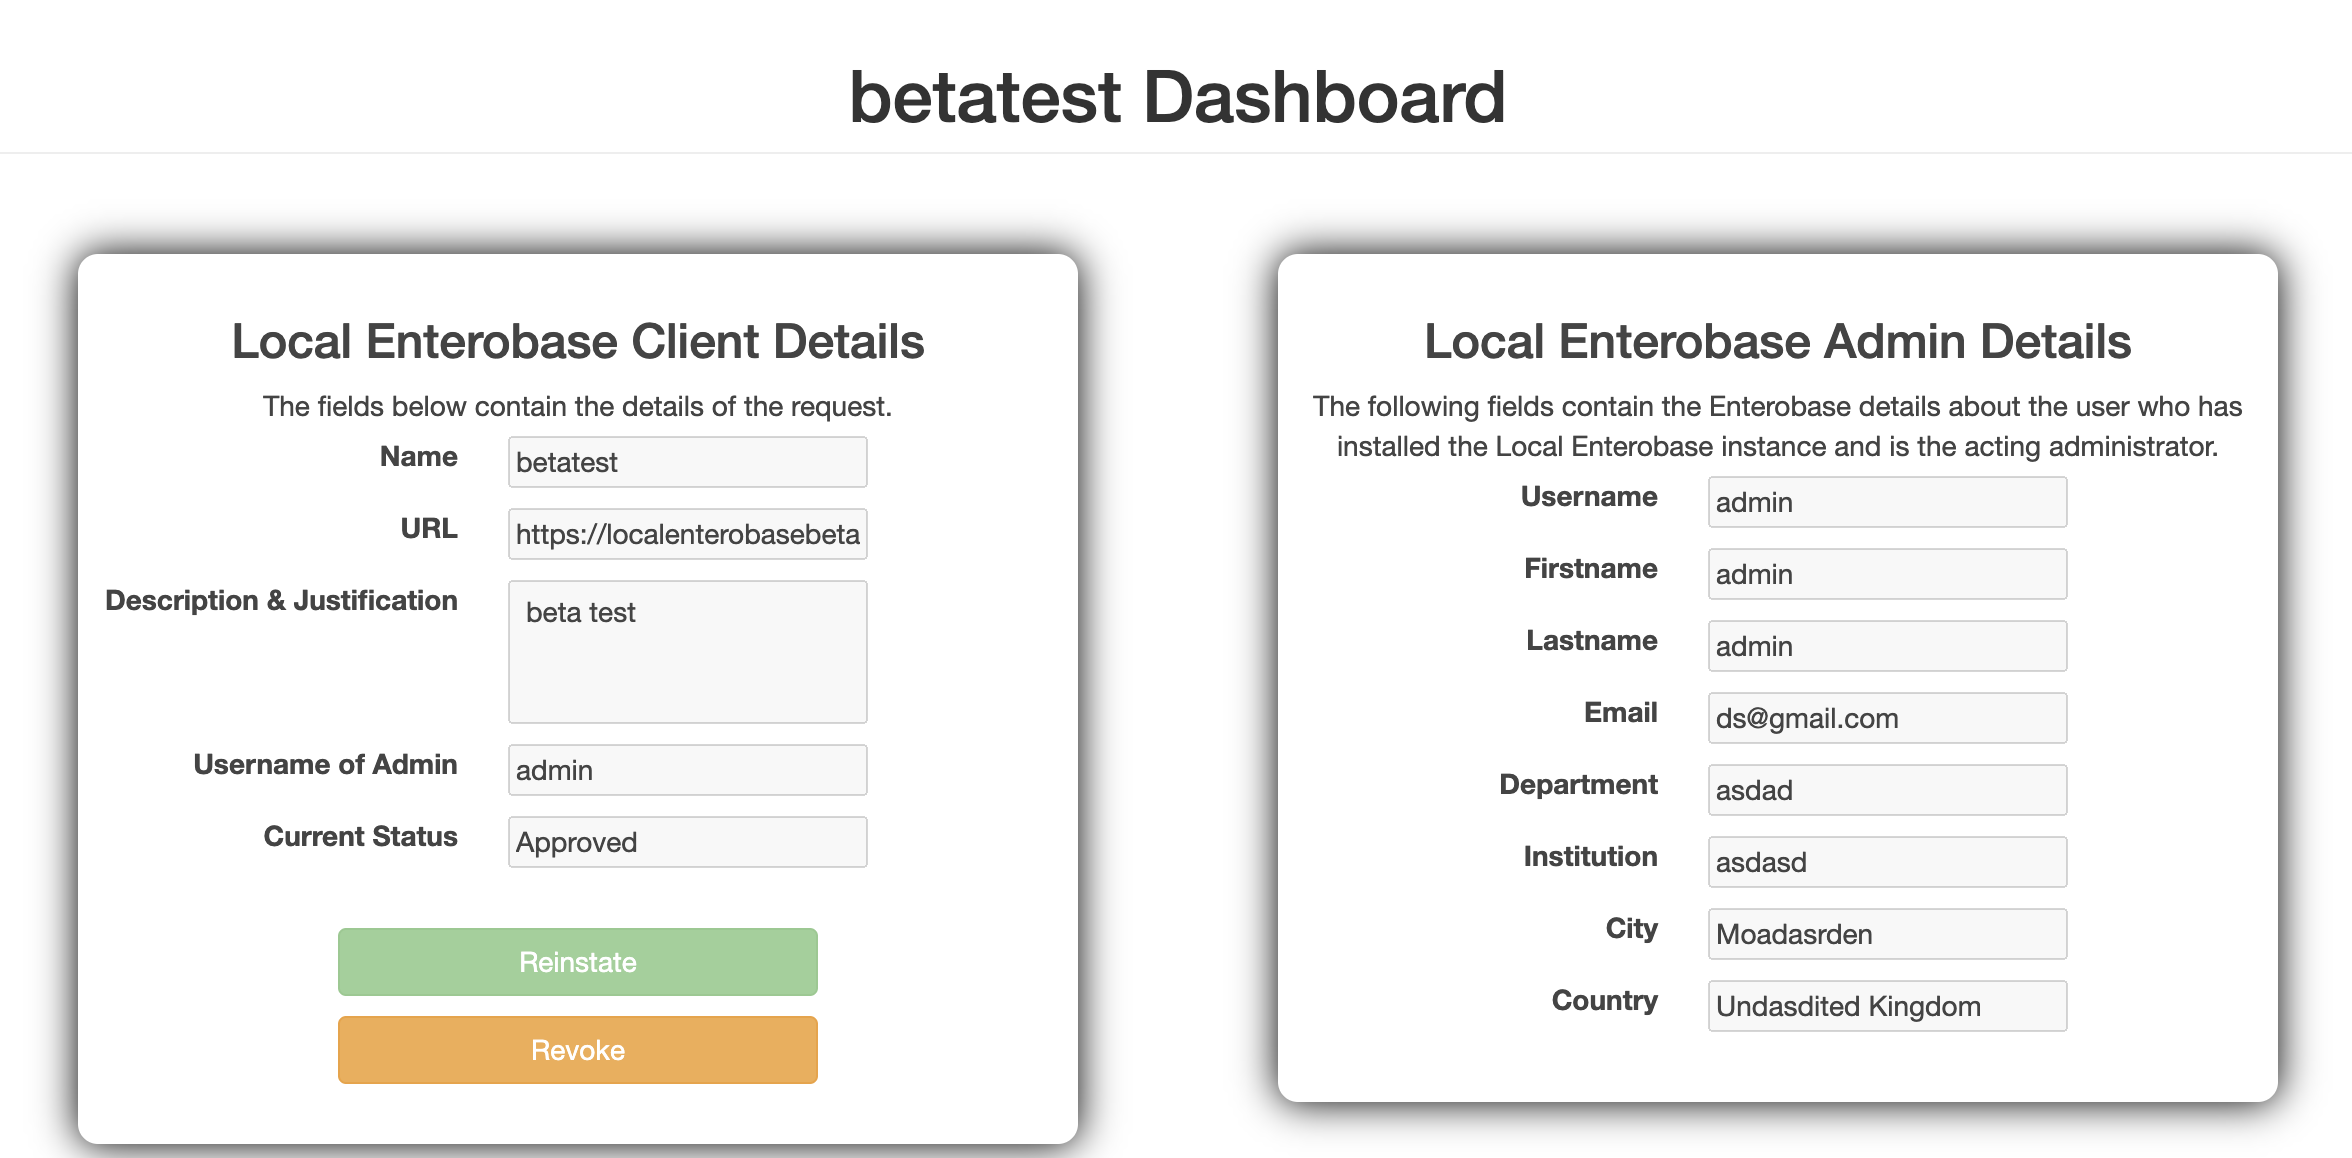 betatest Dashboard
Local Enterobase Client Details
The fields below contain the details of the request.
Name
betatest
URL
https://localenterobasebeta
Description & Justification
beta test
Username of Admin
admin
Current Status
Approved
Reinstate
Revoke
Local Enterobase Admin Details
The following fields contain the Enterobase details about the user who has
installed the Local Enterobase instance and is the acting administrator.
Username
admin
Firstname
admin
Lastname
admin
Email
ds@gmail.com
Department
asdad
Institution
asdasd
City
Moadasrden
Country
Undasdited Kingdom